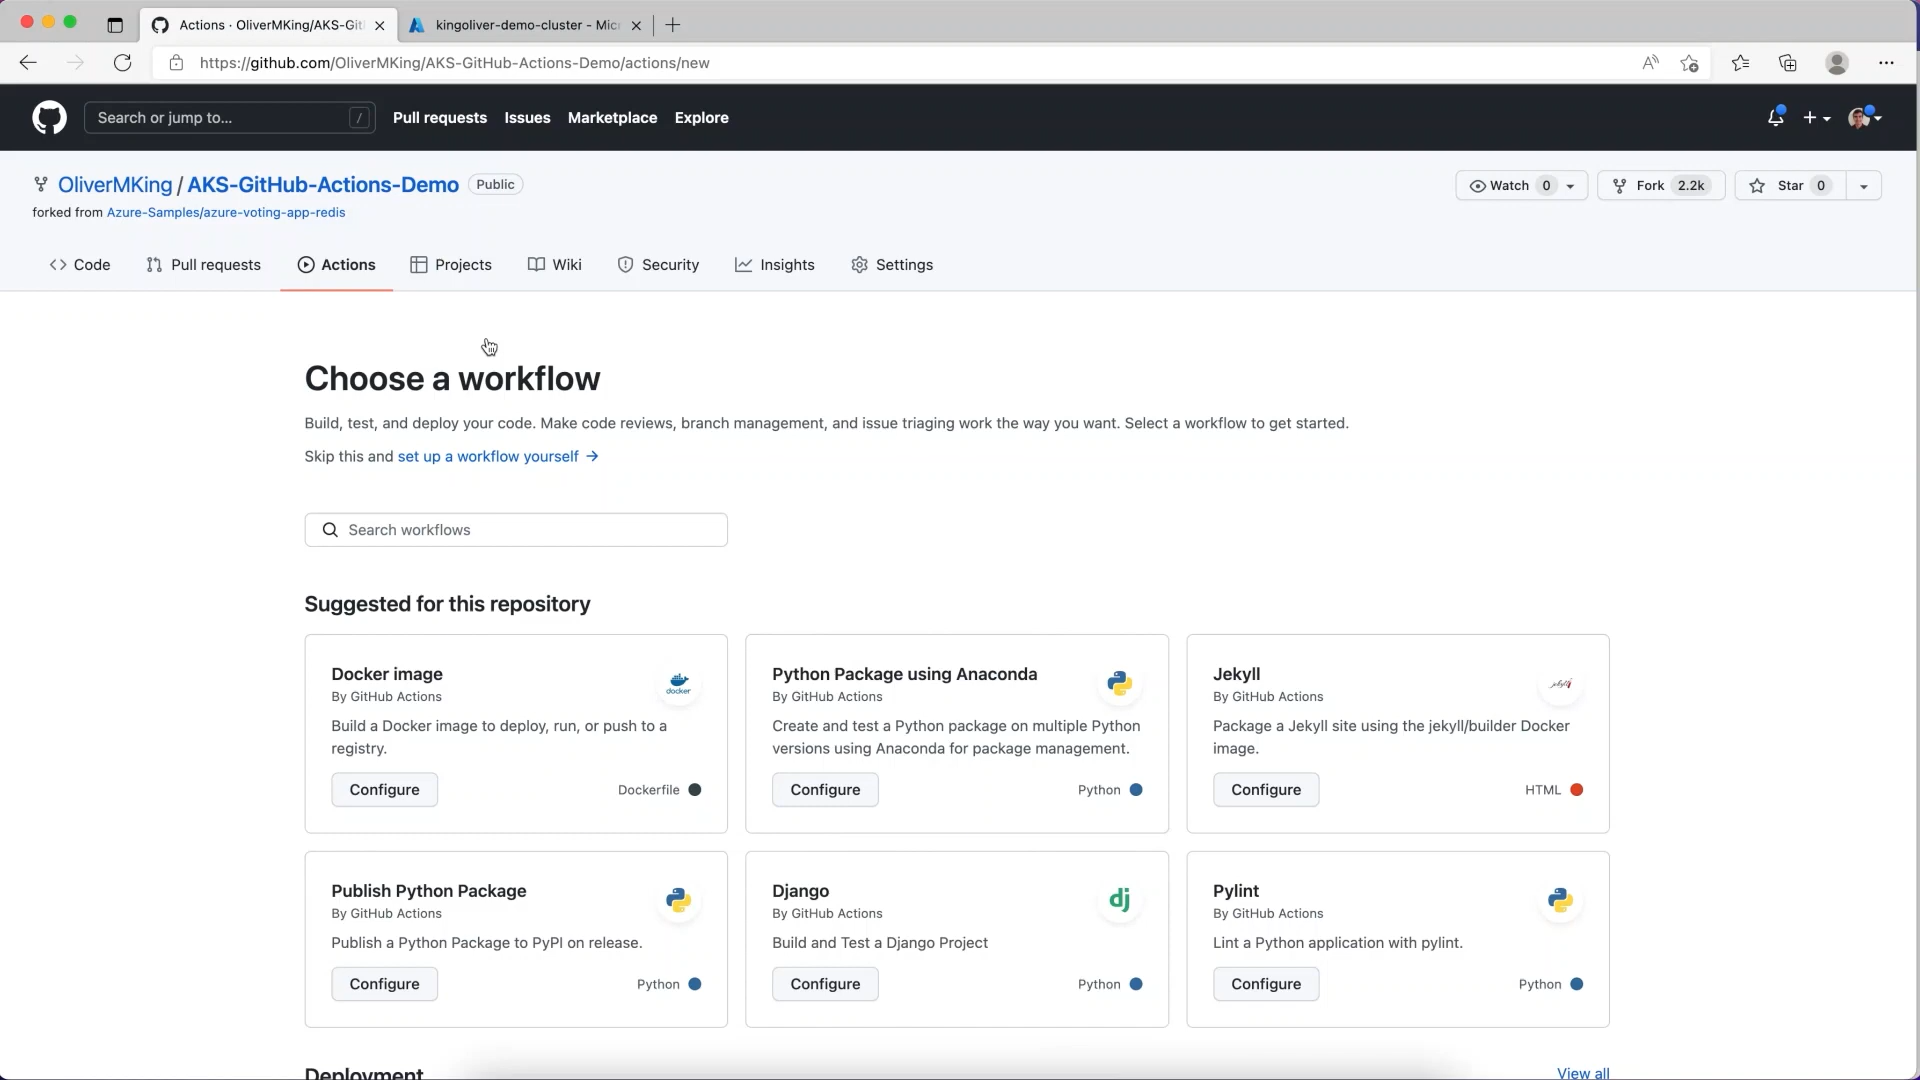 Actions · OliverMKing/AKS-Git
kingoliver-demo-cluster - Mic
https://github.com/OliverMKing/AKS-GitHub-Actions-Demo/actions/new
Search or jump to... /
Pull requests Issues Marketplace Explore
OliverMKing / AKS-GitHub-Actions-Demo Public
Watch 0 Fork 2.2k Star 0
forked from Azure-Samples/azure-voting-app-redis
Code Pull requests Actions Projects Wiki Security Insights Settings
Choose a workflow
Build, test, and deploy your code. Make code reviews, branch management, and issue triaging work the way you want. Select a workflow to get started.
Skip this and set up a workflow yourself →
Search workflows
Suggested for this repository
Docker image
By GitHub Actions
docker
Build a Docker image to deploy, run, or push to a
registry.
Configure Dockerfile
Python Package using Anaconda
By GitHub Actions
Create and test a Python package on multiple Python
versions using Anaconda for package management.
Configure Python
Jekyll
By GitHub Actions
jekyll
Package a Jekyll site using the jekyll/builder Docker
image.
Configure HTML
Publish Python Package
By GitHub Actions
Publish a Python Package to PyPI on release.
Configure Python
Django
By GitHub Actions
dj
Build and Test a Django Project
Configure Python
Pylint
By GitHub Actions
Lint a Python application with pylint.
Configure Python
Deployment
View all